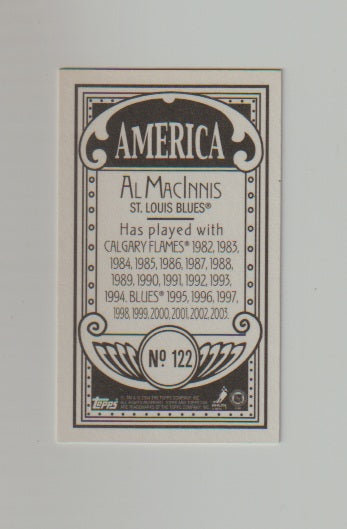 AMERICA
AL MACINNIS
ST. LOUIS BLUES®
Has played with
CALGARY FLAMES® 1982, 1983,
1984, 1985, 1986, 1987, 1988,
1989, 1990, 1991, 1992, 1993,
1994. BLUES® 1995, 1996, 1997,
1998, 1999, 2000, 2001, 2002, 2003.
Nº 122
topps